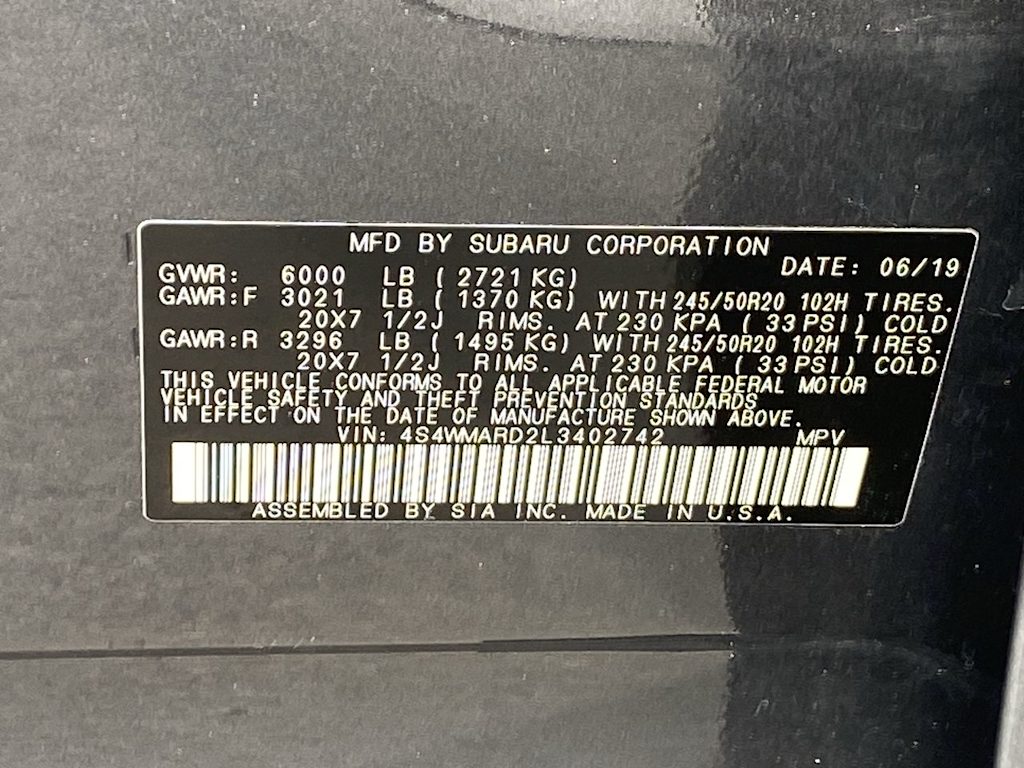 MFD BY SUBARU CORPORATION
GVWR: 6000 LB ( 2721 KG) DATE: 06/19
GAWR:F 3021 LB ( 1370 KG) WITH 245/50R20 102H TIRES.
20X7 1/2J RIMS. AT 230 KPA ( 33 PSI) COLD
GAWR:R 3296 LB ( 1495 KG) WITH 245/50R20 102H TIRES.
20X7 1/2J RIMS. AT 230 KPA ( 33 PSI) COLD
THIS VEHICLE CONFORMS TO ALL APPLICABLE FEDERAL MOTOR
VEHICLE SAFETY AND THEFT PREVENTION STANDARDS
IN EFFECT ON THE DATE OF MANUFACTURE SHOWN ABOVE.
VIN: 4S4WMARD2L3402742 MPV
ASSEMBLED BY SIA INC. MADE IN U.S.A.